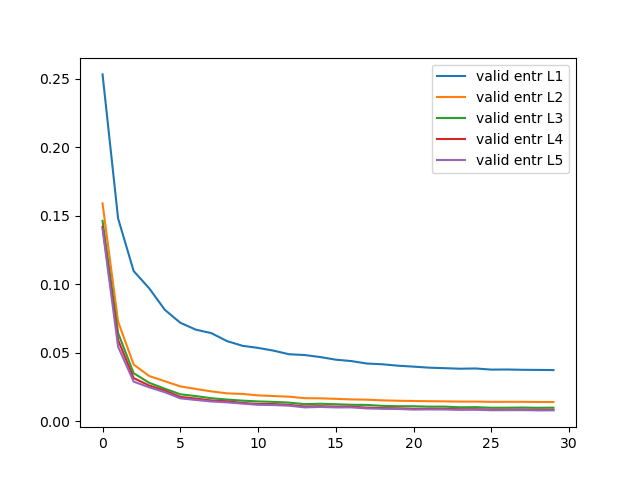 0.25
0.20
0.15
0.10
0.05
0.00
0 5 10 15 20 25 30
valid entr L1
valid entr L2
valid entr L3
valid entr L4
valid entr L5